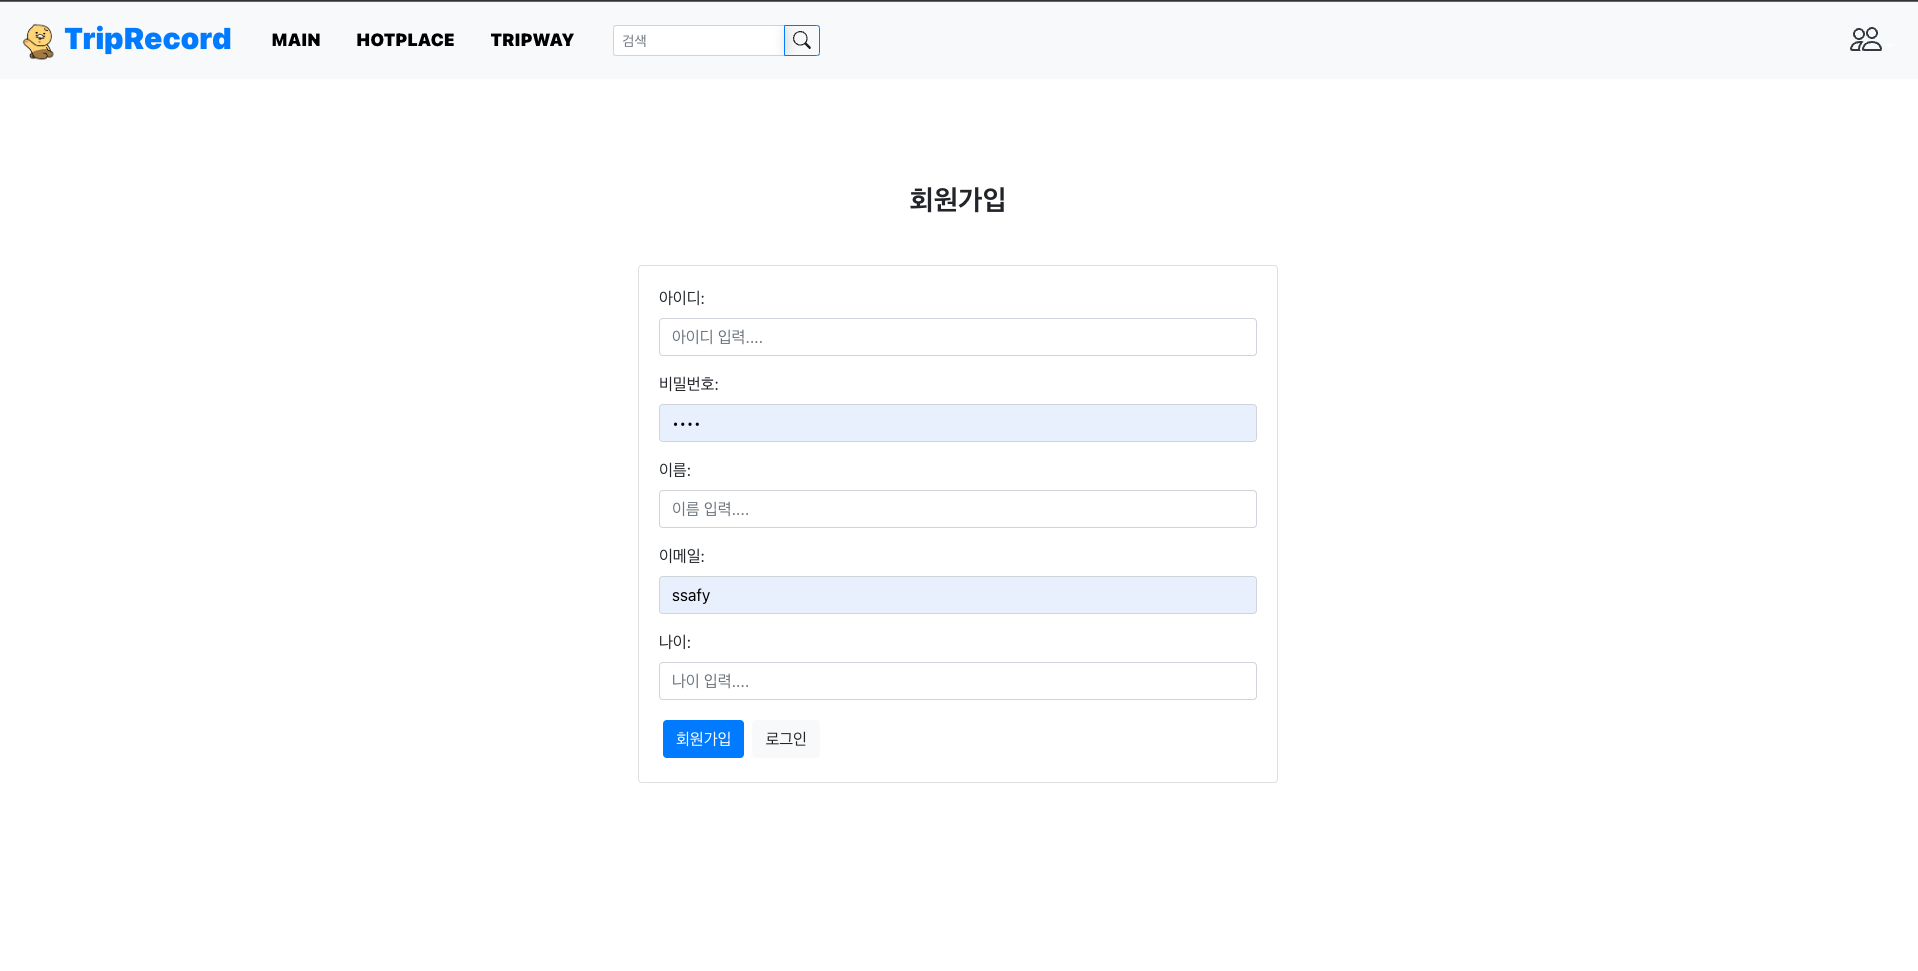 TripRecord MAIN HOTPLACE TRIPWAY 검색
회원가입
아이디:
아이디 입력....
비밀번호:
••••
이름:
이름 입력....
이메일:
ssafy
나이:
나이 입력....
회원가입 로그인